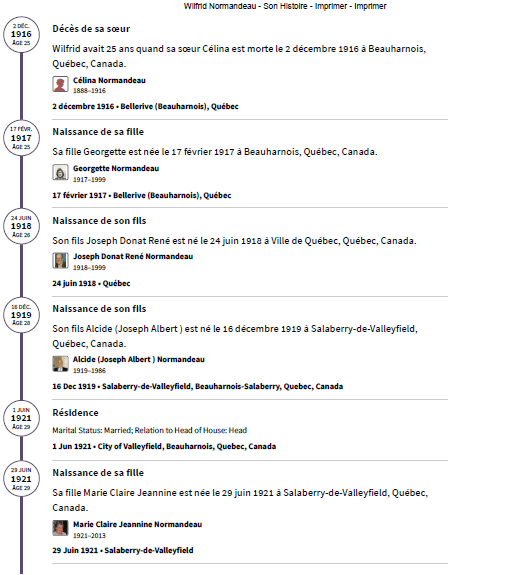 Wilfrid Normandeau - Son Histoire - Imprimer - Imprimer
2 DÉC.
1916
ÂGE 25
Décès de sa sœur
Wilfrid avait 25 ans quand sa sœur Célina est morte le 2 décembre 1916 à Beauharnois,
Québec, Canada.
Célina Normandeau
1888–1916
2 décembre 1916 • Bellerive (Beauharnois), Québec
17 FÉVR.
1917
ÂGE 25
Naissance de sa fille
Sa fille Georgette est née le 17 février 1917 à Beauharnois, Québec, Canada.
Georgette Normandeau
1917–1999
17 février 1917 • Bellerive (Beauharnois), Québec
24 JUIN
1918
ÂGE 26
Naissance de son fils
Son fils Joseph Donat René est né le 24 juin 1918 à Ville de Québec, Québec, Canada.
Joseph Donat René Normandeau
1918–1999
24 juin 1918 • Québec
16 DÉC.
1919
ÂGE 28
Naissance de son fils
Son fils Alcide (Joseph Albert ) est né le 16 décembre 1919 à Salaberry-de-Valleyfield,
Québec, Canada.
Alcide (Joseph Albert ) Normandeau
1919–1986
16 Dec 1919 • Salaberry-de-Valleyfield, Beauharnois-Salaberry, Quebec, Canada
1 JUIN
1921
ÂGE 29
Résidence
Marital Status: Married; Relation to Head of House: Head
1 Jun 1921 • City of Valleyfield, Beauharnois, Quebec, Canada
29 JUIN
1921
ÂGE 29
Naissance de sa fille
Sa fille Marie Claire Jeannine est née le 29 juin 1921 à Salaberry-de-Valleyfield, Québec,
Canada.
Marie Claire Jeannine Normandeau
1921–2013
29 Juin 1921 • Salaberry-de-Valleyfield